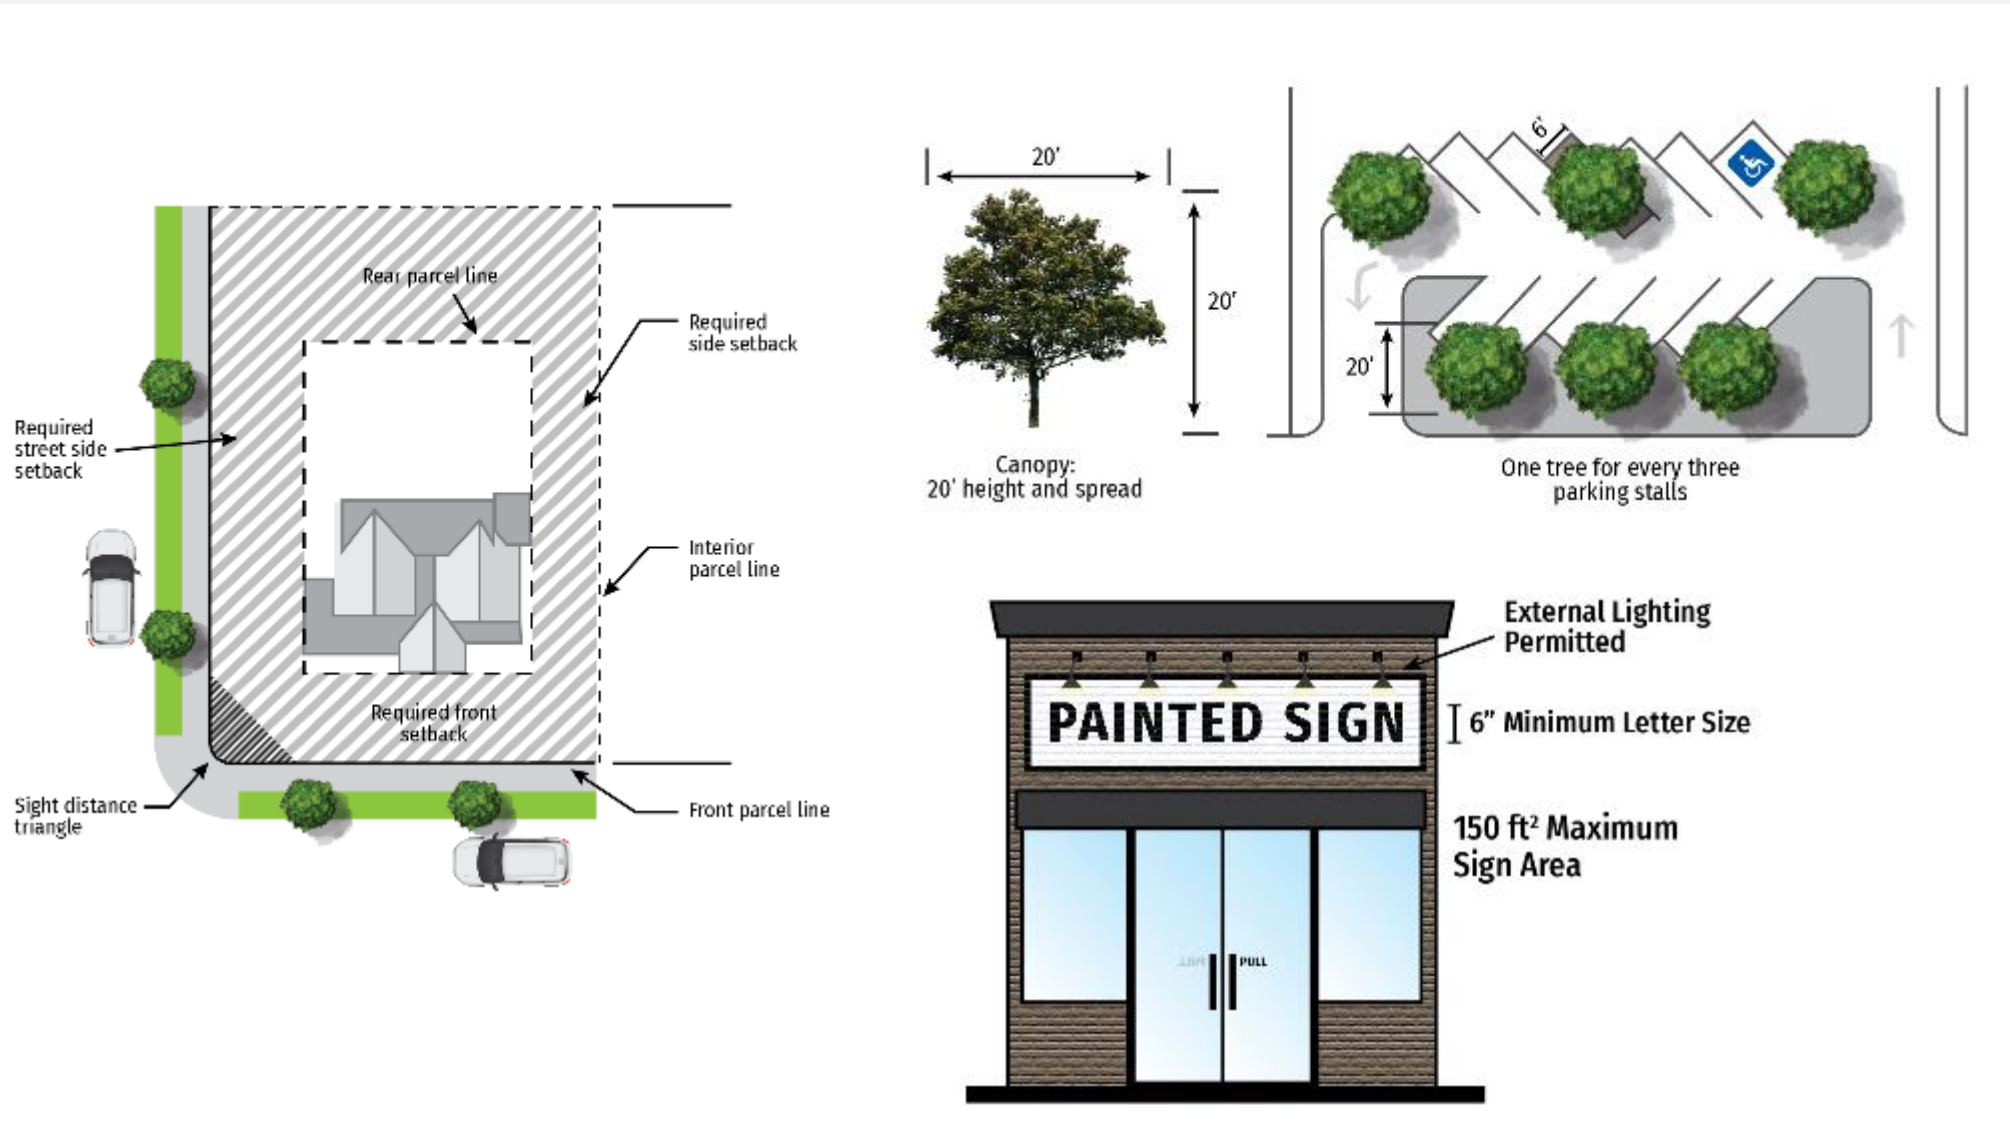 Rear parcel line
Required
side setback
Required
street side
setback
Interior
parcel line
Required front
setback
Sight distance
triangle
Front parcel line
20'
20'
Canopy:
20' height and spread
6'
20'
One tree for every three
parking stalls
External Lighting
Permitted
PAINTED SIGN
6” Minimum Letter Size
150 ft² Maximum
Sign Area
PULL